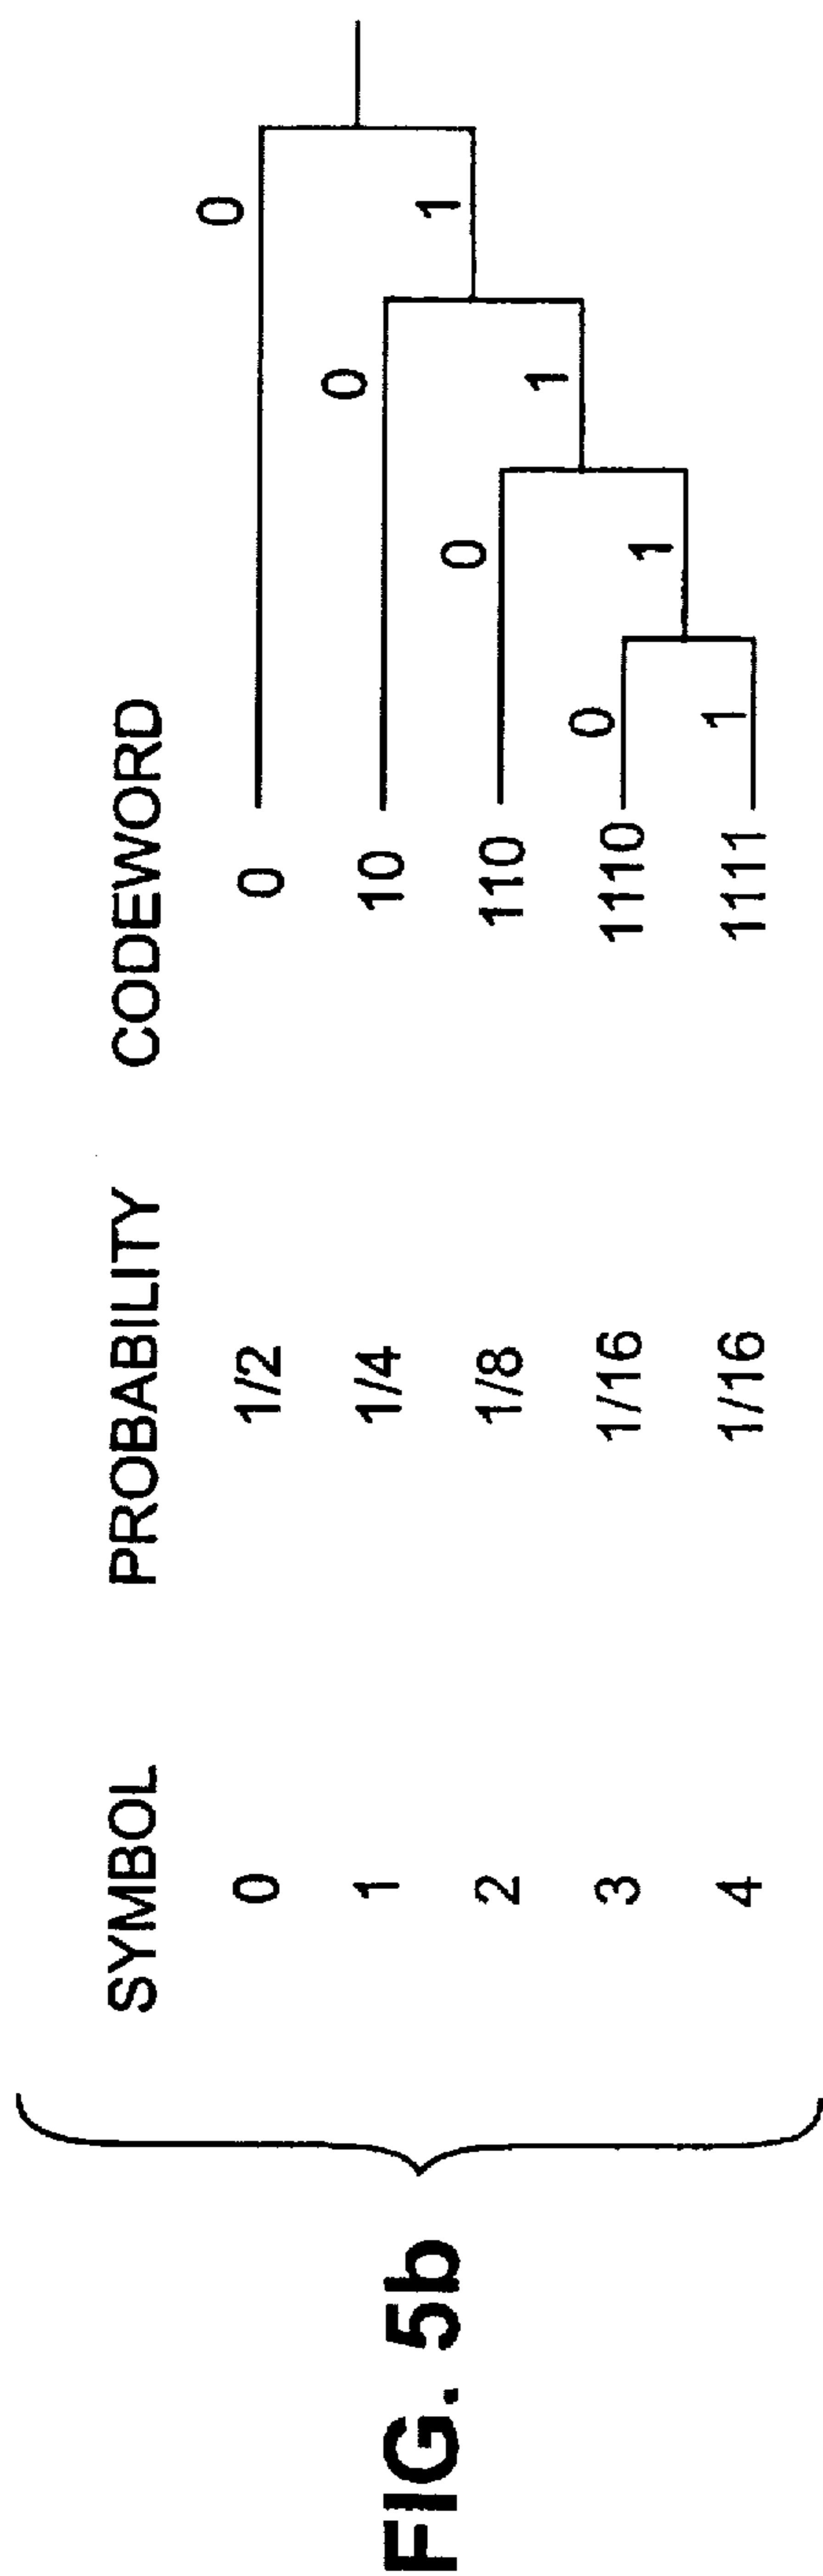 SYMBOL PROBABILITY CODEWORD
0 1/2 0 0
1 1/4 10 0 1
2 1/8 110 0 1
3 1/16 1110 0 1
4 1/16 1111 1
FIG. 5b